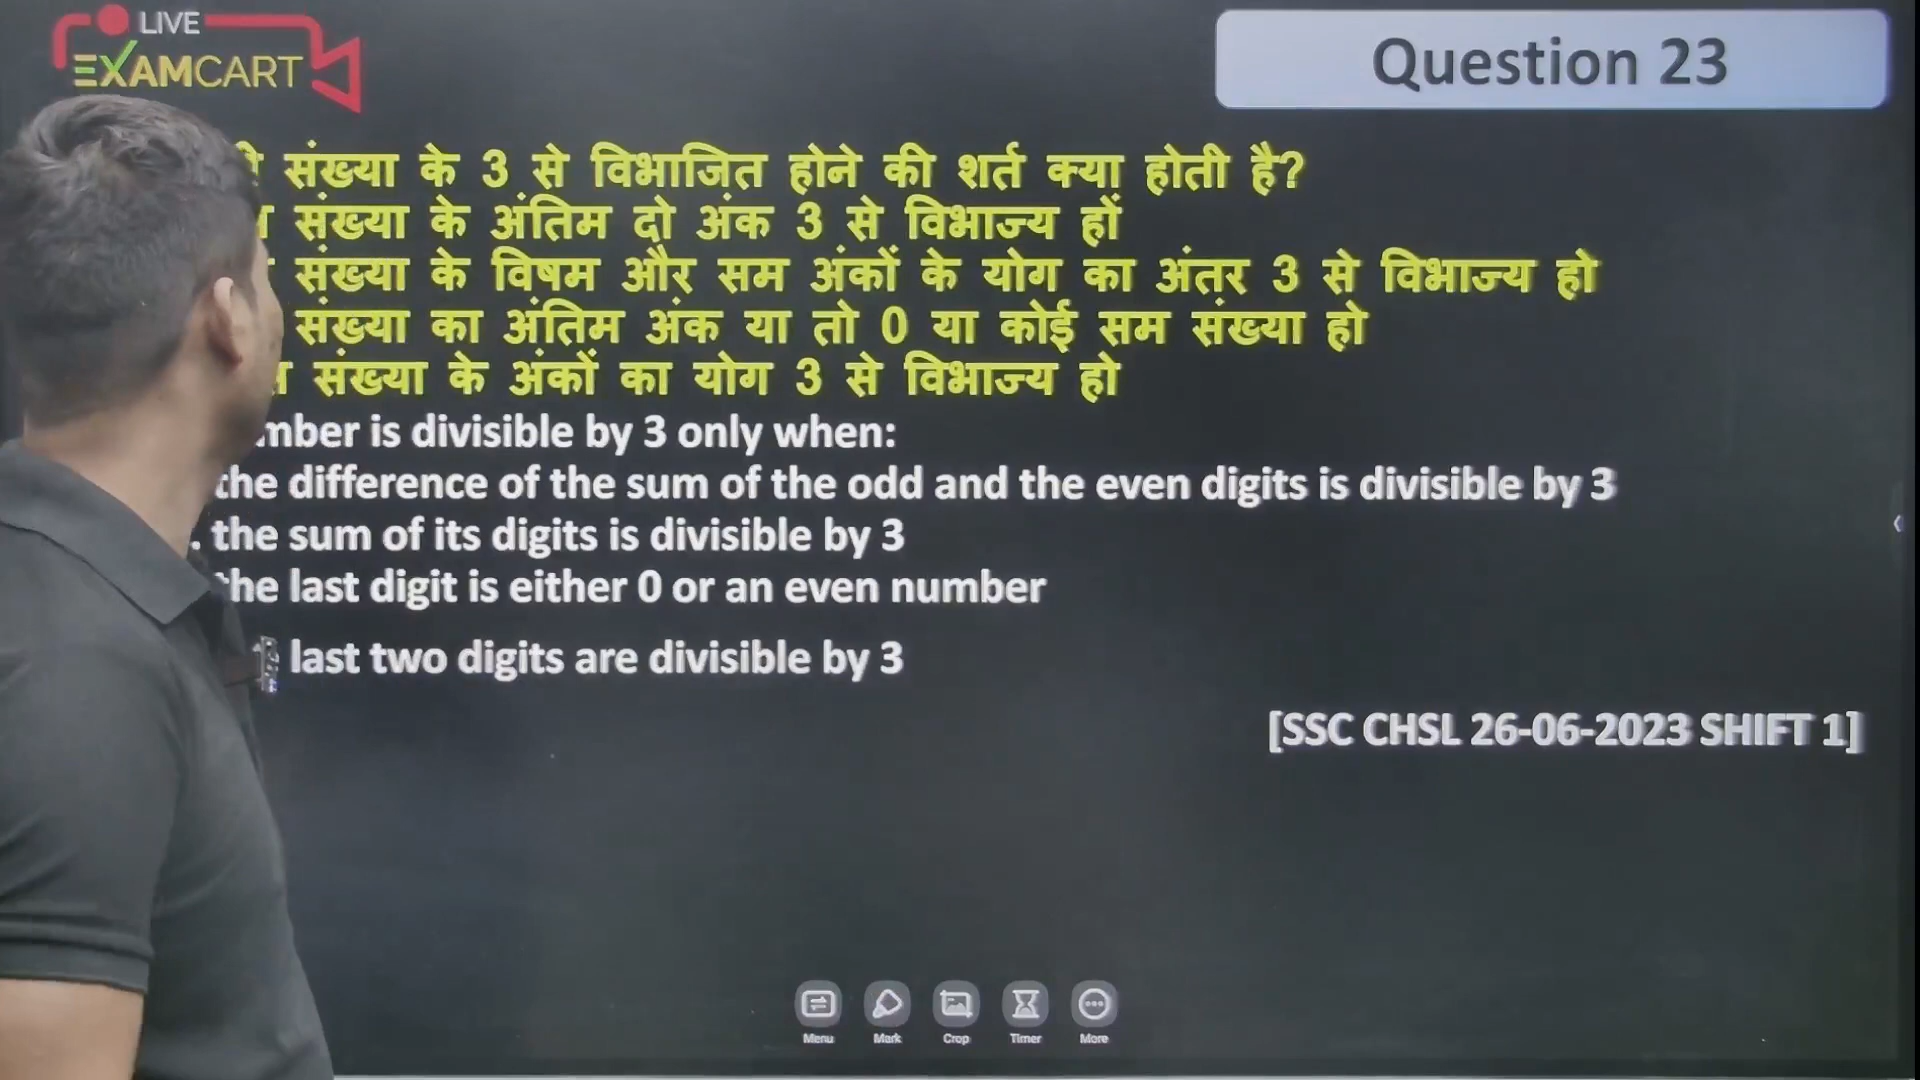 LIVE
EXAMCART
Question 23
संख्या के 3 से विभाजित होने की शर्त क्या होती है?
संख्या के अंतिम दो अंक 3 से विभाज्य हों
संख्या के विषम और सम अंकों के योग का अंतर 3 से विभाज्य हो
संख्या का अंतिम अंक या तो 0 या कोई सम संख्या हो
संख्या के अंकों का योग 3 से विभाज्य हो
is divisible by 3 only when:
the difference of the sum of the odd and the even digits is divisible by 3
the sum of its digits is divisible by 3
the last digit is either 0 or an even number
last two digits are divisible by 3
[SSC CHSL 26-06-2023 SHIFT 1]
Menu Mark Crop Timer More